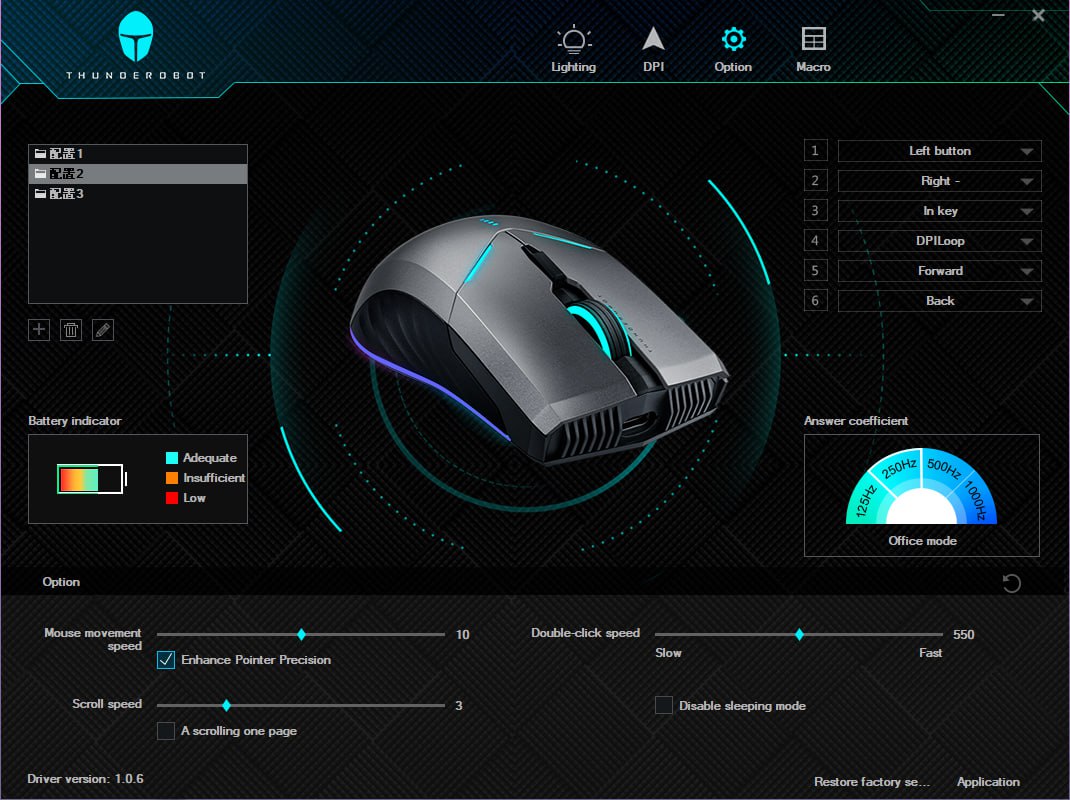 THUNDEROBOT
Lighting
DPI
Option
Macro
配置1
配置2
配置3
1 Left button
2 Right -
3 In key
4 DPILoop
5 Forward
6 Back
THUNDEROBOT
Battery indicator
Adequate
Insufficient
Low
Answer coefficient
125Hz 250Hz 500Hz 1000Hz
Office mode
Option
Mouse movement
speed
10
Enhance Pointer Precision
Double-click speed
550
Slow
Fast
Scroll speed
3
A scrolling one page
Disable sleeping mode
Driver version: 1.0.6
Restore factory se...
Application